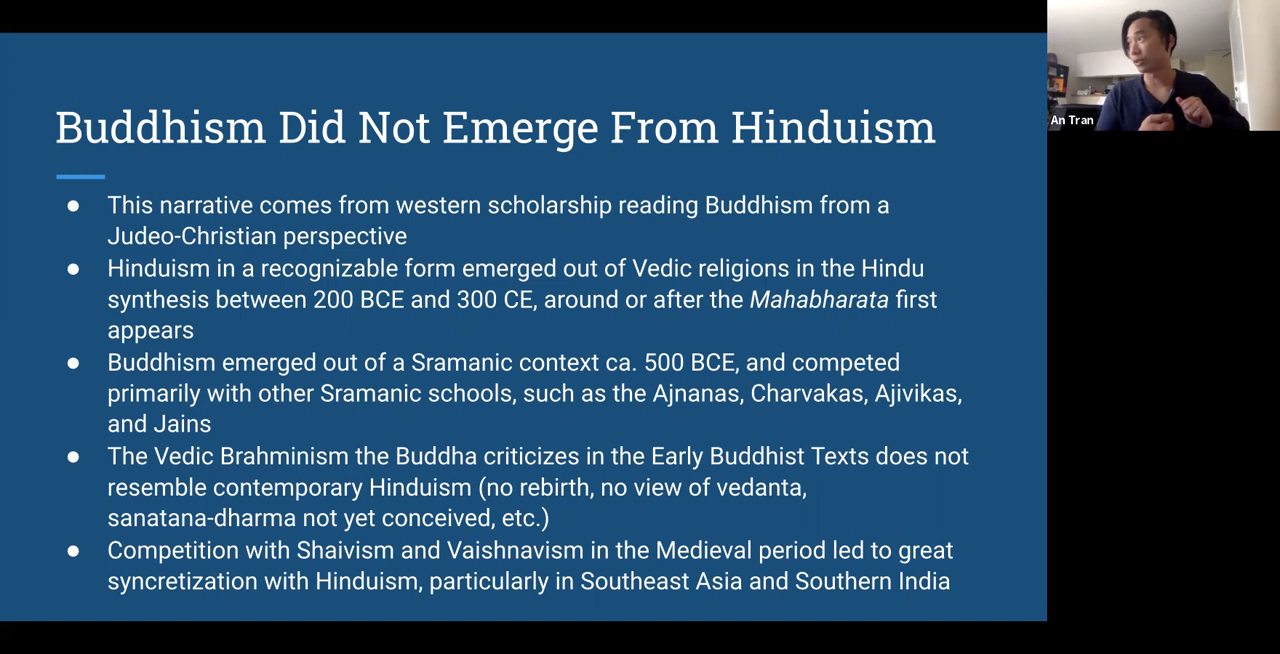 Buddhism Did Not Emerge From Hinduism
● This narrative comes from western scholarship reading Buddhism from a
Judeo-Christian perspective
● Hinduism in a recognizable form emerged out of Vedic religions in the Hindu
synthesis between 200 BCE and 300 CE, around or after the Mahabharata first
appears
● Buddhism emerged out of a Sramanic context ca. 500 BCE, and competed
primarily with other Sramanic schools, such as the Ajnanas, Charvakas, Ajivikas,
and Jains
● The Vedic Brahminism the Buddha criticizes in the Early Buddhist Texts does not
resemble contemporary Hinduism (no rebirth, no view of vedanta,
sanatana-dharma not yet conceived, etc.)
● Competition with Shaivism and Vaishnavism in the Medieval period led to great
syncretization with Hinduism, particularly in Southeast Asia and Southern India
An Tran